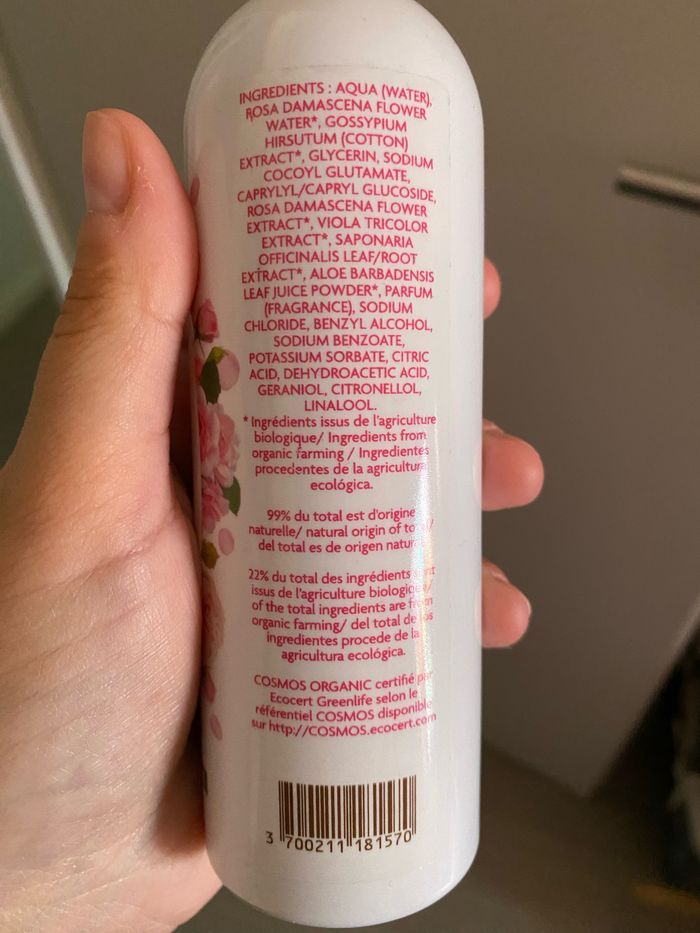 INGREDIENTS : AQUA (WATER),
ROSA DAMASCENA FLOWER
WATER*, GOSSYPIUM
HIRSUTUM (COTTON)
EXTRACT*, GLYCERIN, SODIUM
COCOYL GLUTAMATE,
CAPRYLYL/CAPRYL GLUCOSIDE,
ROSA DAMASCENA FLOWER
EXTRACT*, VIOLA TRICOLOR
EXTRACT*, SAPONARIA
OFFICINALIS LEAF/ROOT
EXTRACT*, ALOE BARBADENSIS
LEAF JUICE POWDER*, PARFUM
(FRAGRANCE), SODIUM
CHLORIDE, BENZYL ALCOHOL,
SODIUM BENZOATE,
POTASSIUM SORBATE, CITRIC
ACID, DEHYDROACETIC ACID,
GERANIOL, CITRONELLOL,
LINALOOL.
* Ingrédients issus de l'agriculture
biologique/ Ingredients from
organic farming / Ingredientes
procedentes de la agricultura
ecológica.
99% du total est d'origine
naturelle/ natural origin of total/
del total es de origen natural
22% du total des ingrédients sont
issus de l'agriculture biologique/
of the total ingredients are from
organic farming/ del total de los
ingredientes procede de la
agricultura ecológica.
COSMOS ORGANIC certifié par
Ecocert Greenlife selon le
référentiel COSMOS disponible
sur http://COSMOS.ecocert.com
3 700211 181570